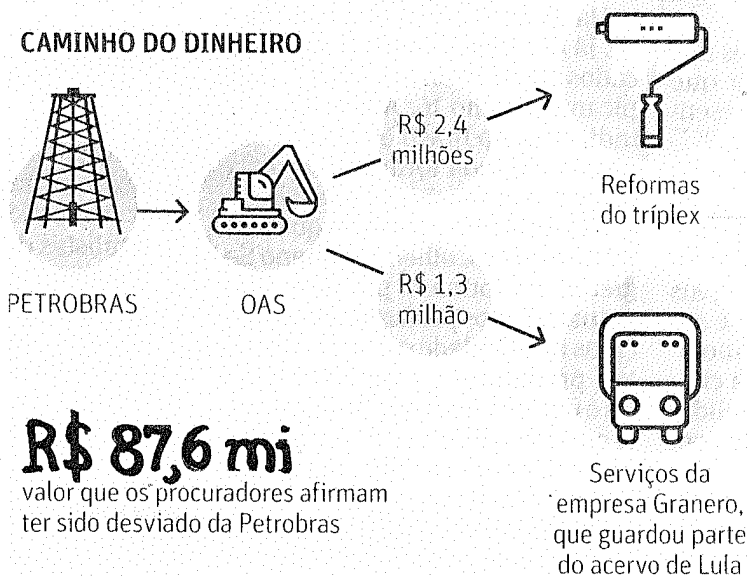 CAMINHO DO DINHEIRO
PETROBRAS
OAS
R$ 2,4
milhões
Reformas
do tríplex
R$ 1,3
milhão
Serviços da
empresa Granero,
que guardou parte
do acervo de Lula
R$ 87,6 mi
valor que os procuradores afirmam
ter sido desviado da Petrobras